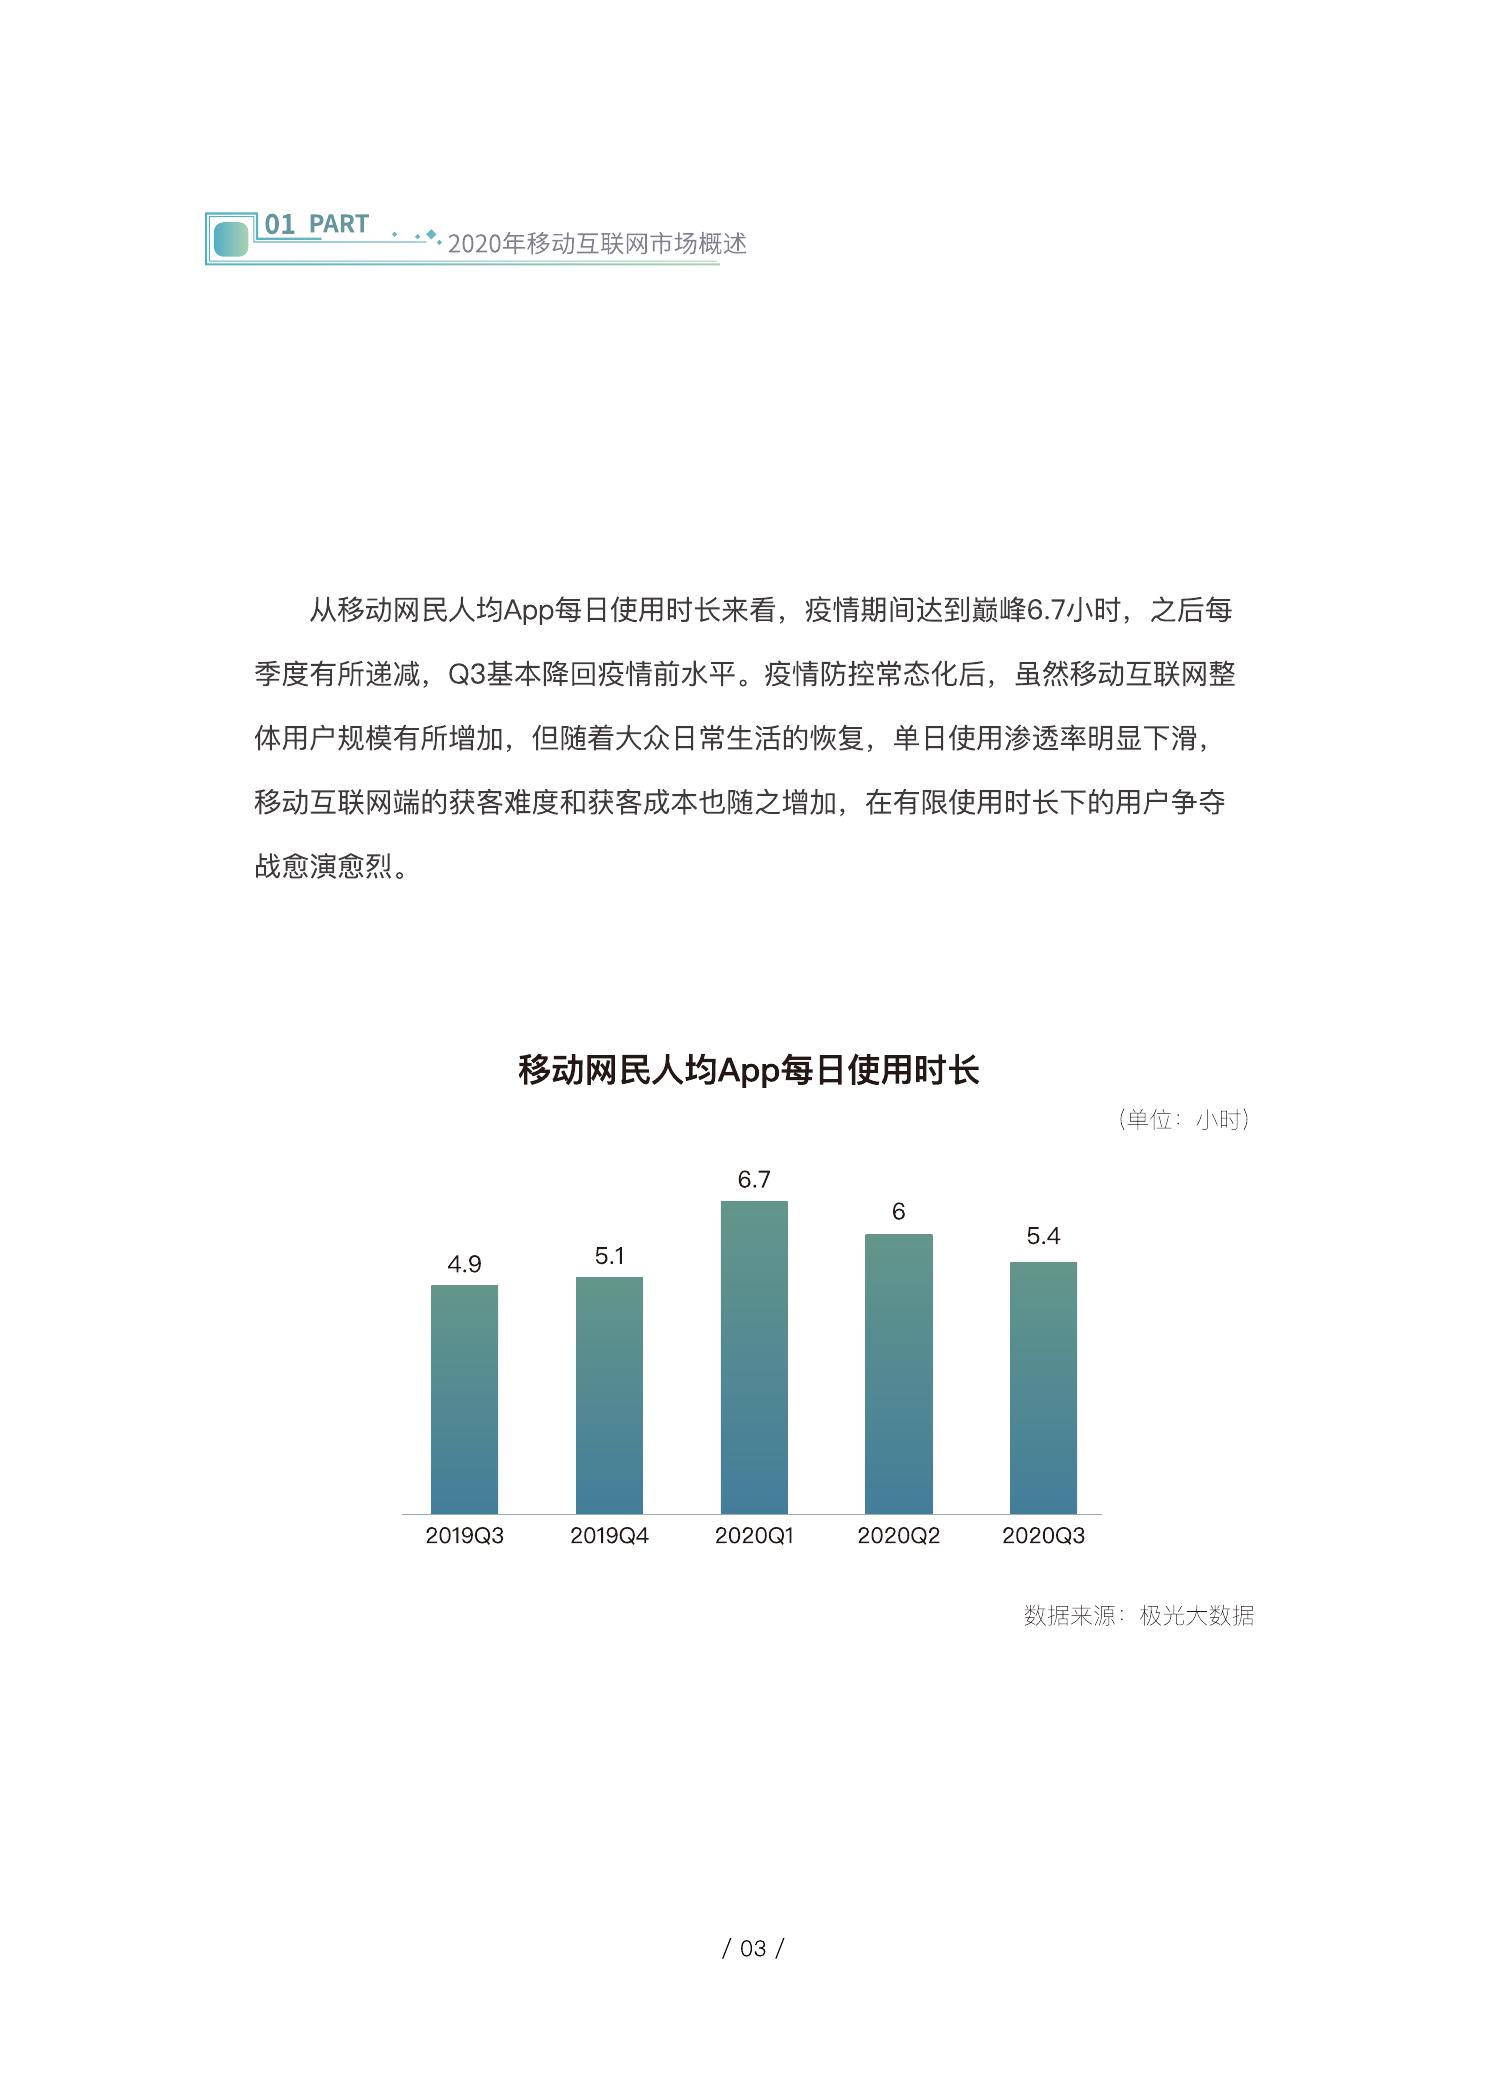 01 PART
2020年移动互联网市场概述
从移动网民人均App每日使用时长来看，疫情期间达到巅峰6.7小时，之后每
季度有所递减，Q3基本降回疫情前水平。疫情防控常态化后，虽然移动互联网整
体用户规模有所增加，但随着大众日常生活的恢复，单日使用渗透率明显下滑，
移动互联网端的获客难度和获客成本也随之增加，在有限使用时长下的用户争夺
战愈演愈烈。
移动网民人均App每日使用时长
（单位：小时）
4.9 5.1 6.7 6 5.4
2019Q3 2019Q4 2020Q1 2020Q2 2020Q3
数据来源：极光大数据
/ 03 /